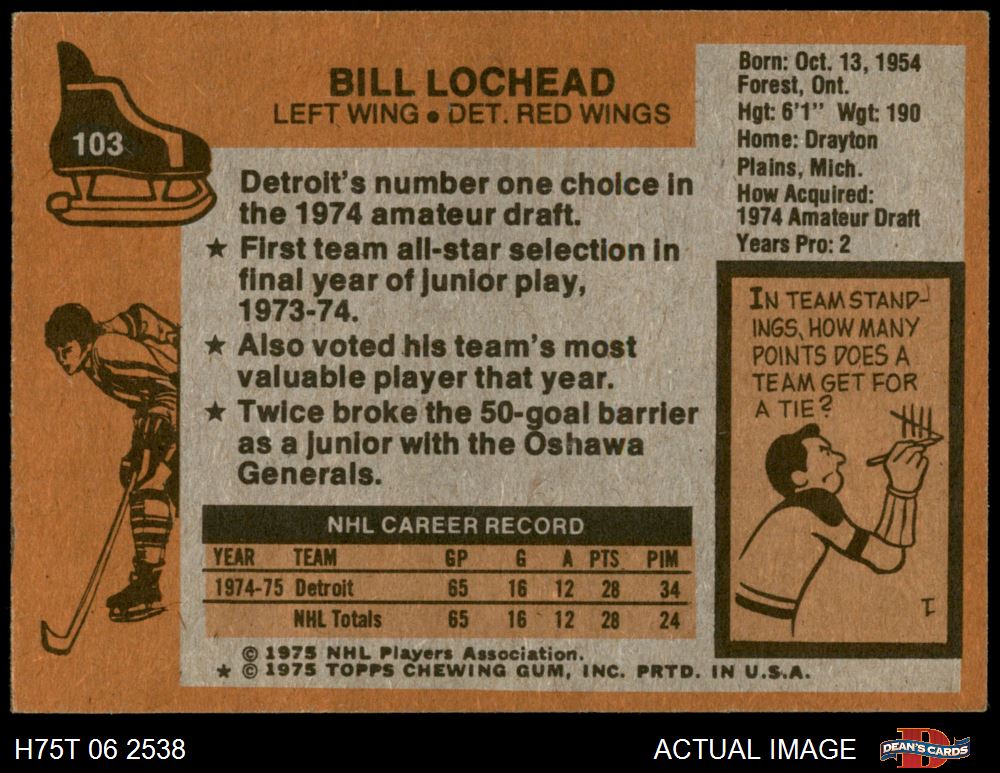 103
BILL LOCHEAD
LEFT WING • DET. RED WINGS
Detroit's number one choice in
the 1974 amateur draft.
★ First team all-star selection in
final year of junior play,
1973-74.
★ Also voted his team's most
valuable player that year.
★ Twice broke the 50-goal barrier
as a junior with the Oshawa
Generals.
NHL CAREER RECORD
YEAR TEAM GP G A PTS PIM
1974-75 Detroit 65 16 12 28 34
NHL Totals 65 16 12 28 24
© 1975 NHL Players Association.
★ © 1975 TOPPS CHEWING GUM, INC. PRTD. IN U.S.A.
Born: Oct. 13, 1954
Forest, Ont.
Hgt: 6'1" Wgt: 190
Home: Drayton
Plains, Mich.
How Acquired:
1974 Amateur Draft
Years Pro: 2
IN TEAM STAND-
INGS, HOW MANY
POINTS DOES A
TEAM GET FOR
A TIE?
H75T 06 2538
ACTUAL IMAGE
DEAN'S CARDS